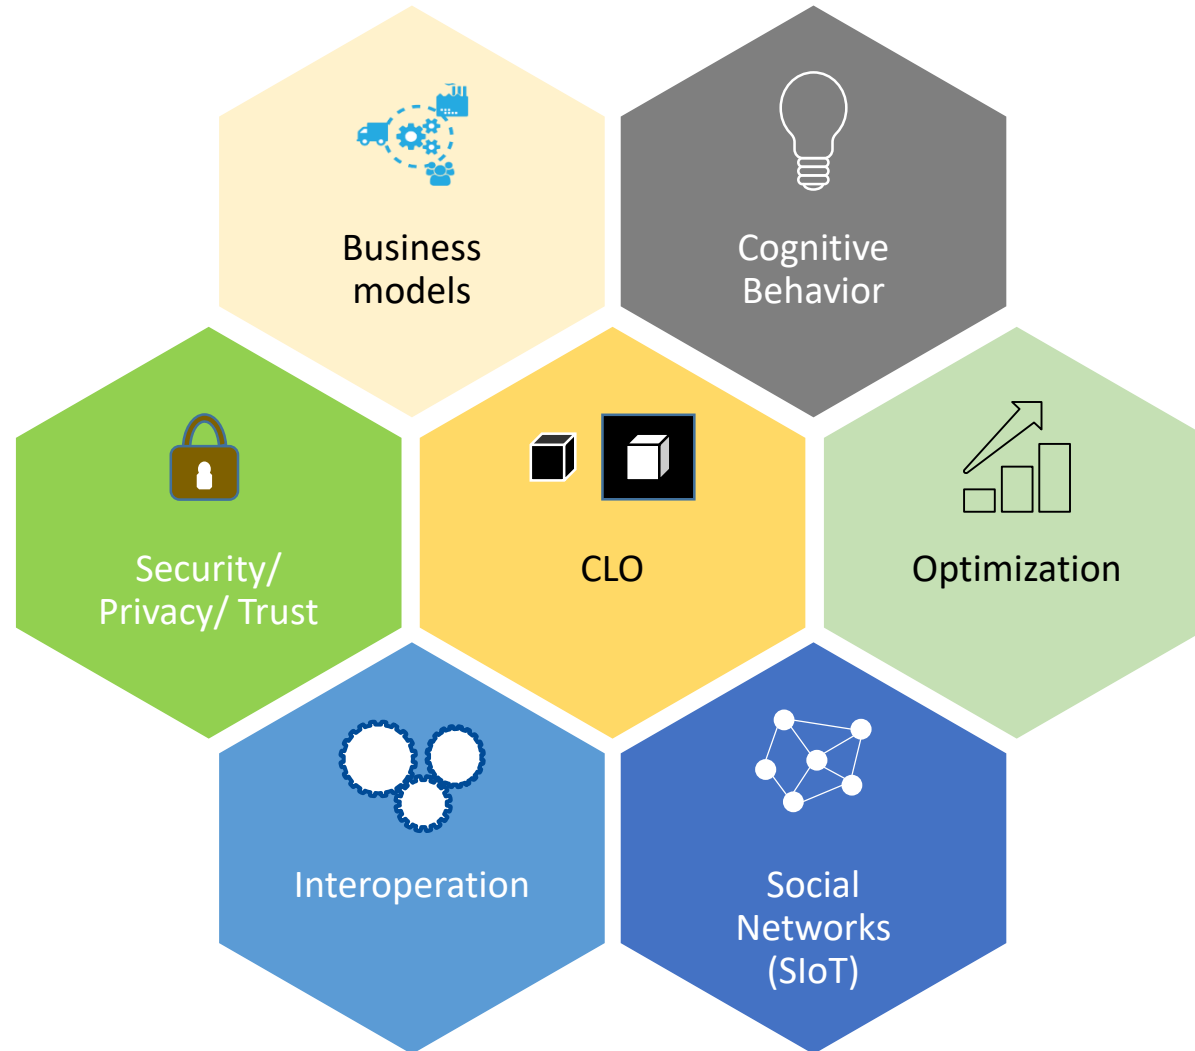 Business
models
Cognitive
Behavior
Security/
Privacy/ Trust
CLO
Optimization
Interoperation
Social
Networks
(SIoT)